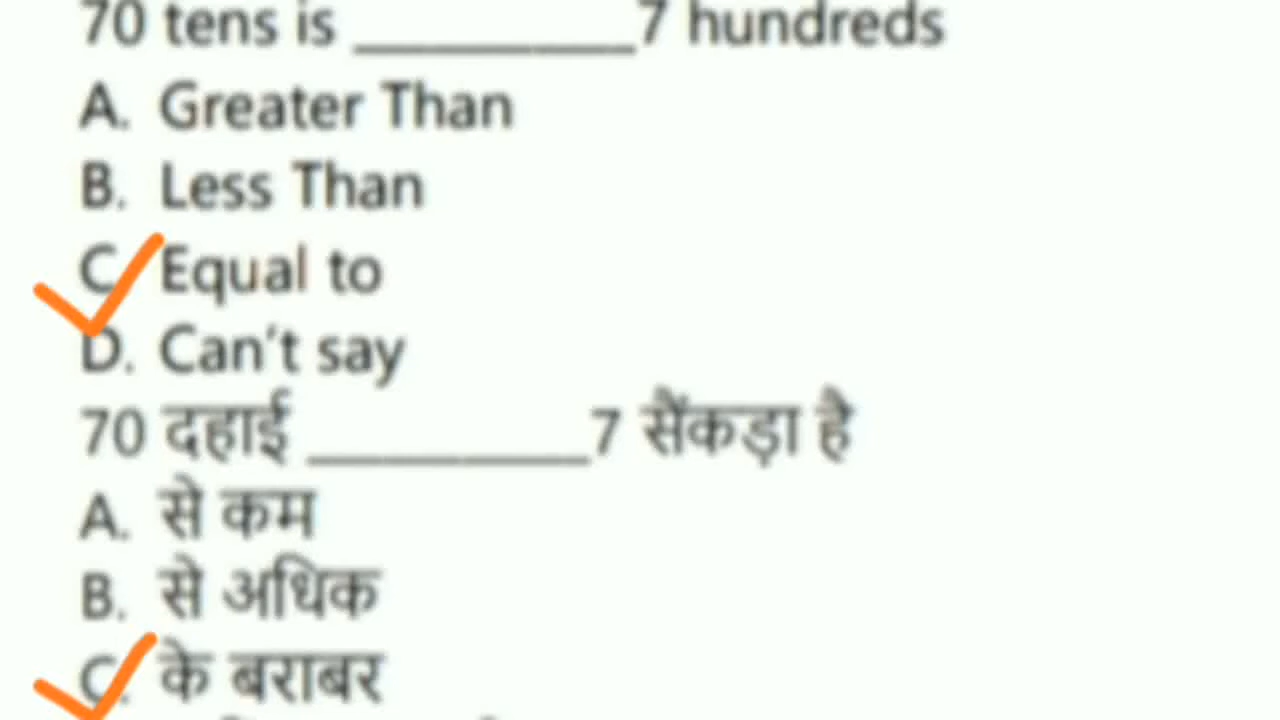 70 tens is __________7 hundreds
A. Greater Than
B. Less Than
C. Equal to
D. Can't say
70 दहाई __________7 सैंकड़ा है
A. से कम
B. से अधिक
C. के बराबर